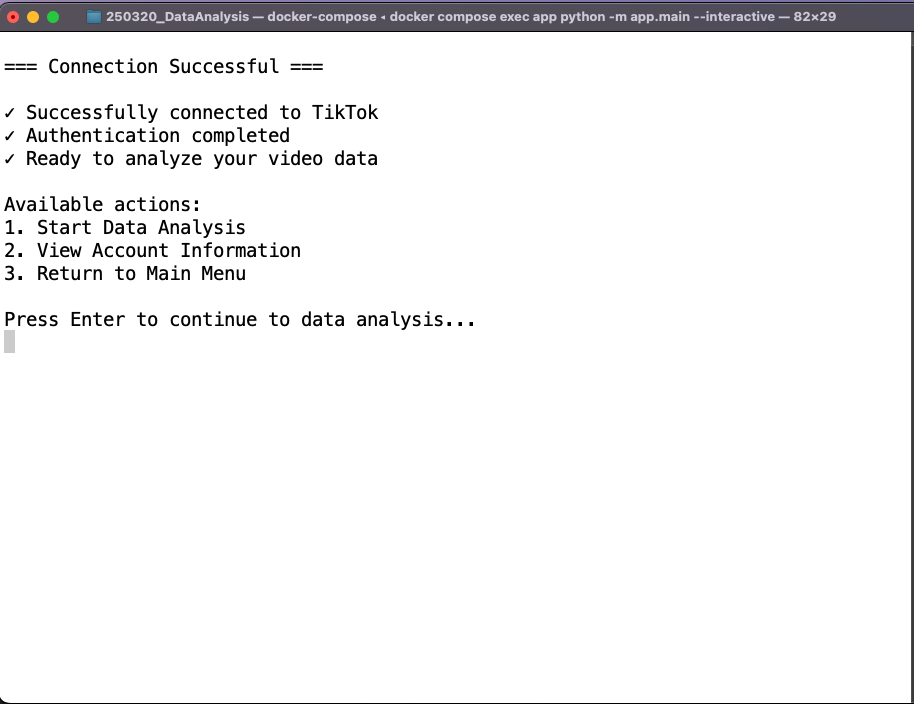 250320_DataAnalysis — docker-compose ◂ docker compose exec app python -m app.main --interactive — 82×29
=== Connection Successful ===
✓ Successfully connected to TikTok
✓ Authentication completed
✓ Ready to analyze your video data
Available actions:
1. Start Data Analysis
2. View Account Information
3. Return to Main Menu
Press Enter to continue to data analysis...